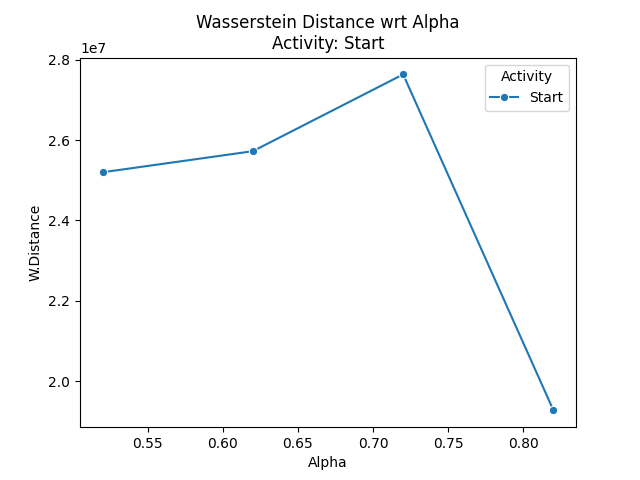 Wasserstein Distance wrt Alpha
Activity: Start
1e7
2.8
2.6
2.4
2.2
2.0
W.Distance
Activity
Start
0.55 0.60 0.65 0.70 0.75 0.80
Alpha